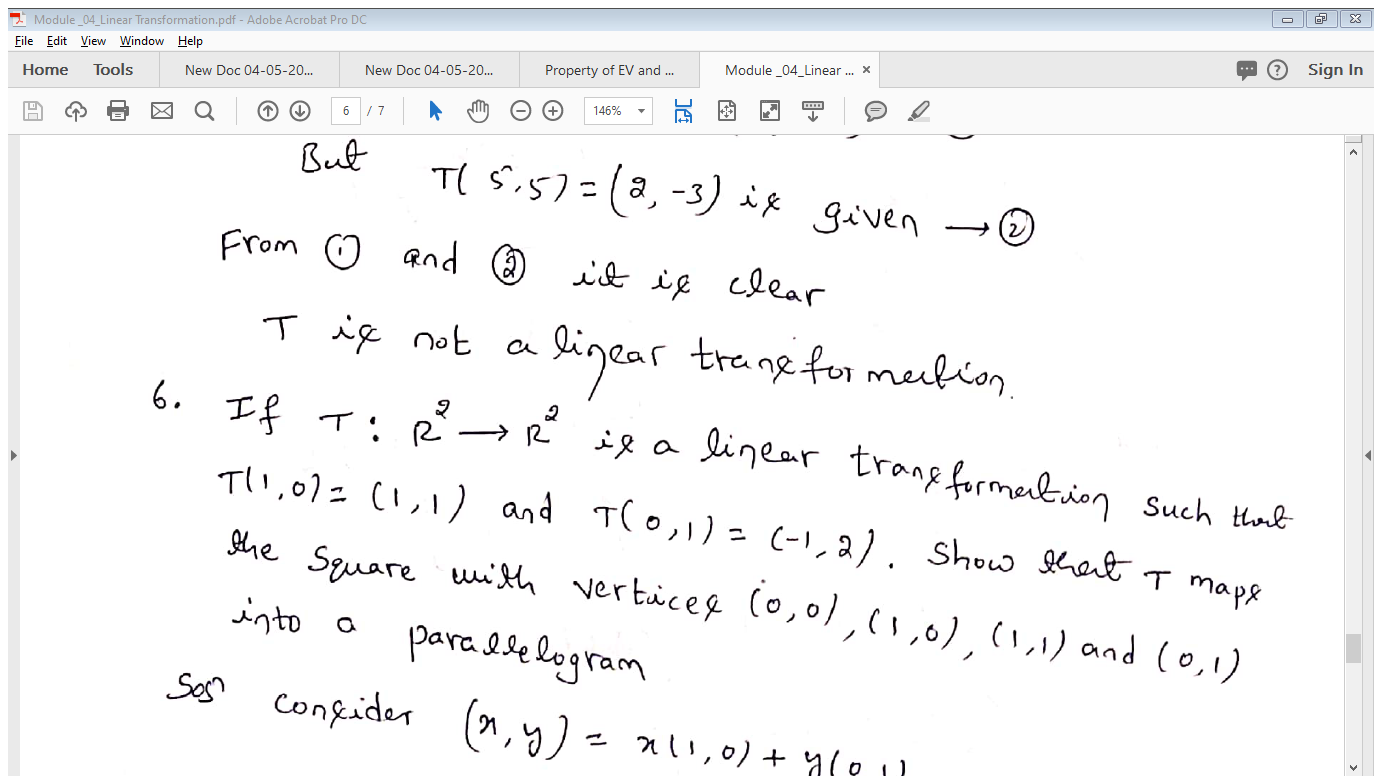 Module _04_Linear Transformation.pdf - Adobe Acrobat Pro DC
File Edit View Window Help
Home Tools New Doc 04-05-20... New Doc 04-05-20... Property of EV and ... Module _04_Linear ... × Sign In
6 / 7 146%
But T(5,5) = (2, -3) is given → ②
From ① and ② it is clear
T is not a linear transformation.
6. If T: R² → R² is a linear transformation such that
T(1,0) = (1,1) and T(0,1) = (-1,2). Show that T maps
the square with vertices (0,0), (1,0), (1,1) and (0,1)
into a parallelogram
Solⁿ consider (x,y) = x(1,0) + y(0,1)